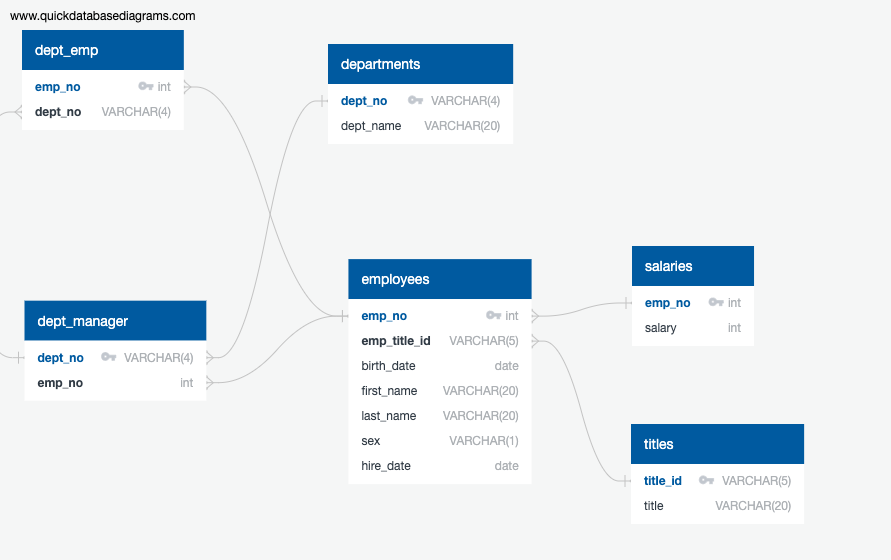 www.quickdatabasediagrams.com
dept_emp
emp_no int
dept_no VARCHAR(4)
departments
dept_no VARCHAR(4)
dept_name VARCHAR(20)
dept_manager
dept_no VARCHAR(4)
emp_no int
employees
emp_no int
emp_title_id VARCHAR(5)
birth_date date
first_name VARCHAR(20)
last_name VARCHAR(20)
sex VARCHAR(1)
hire_date date
salaries
emp_no int
salary int
titles
title_id VARCHAR(5)
title VARCHAR(20)